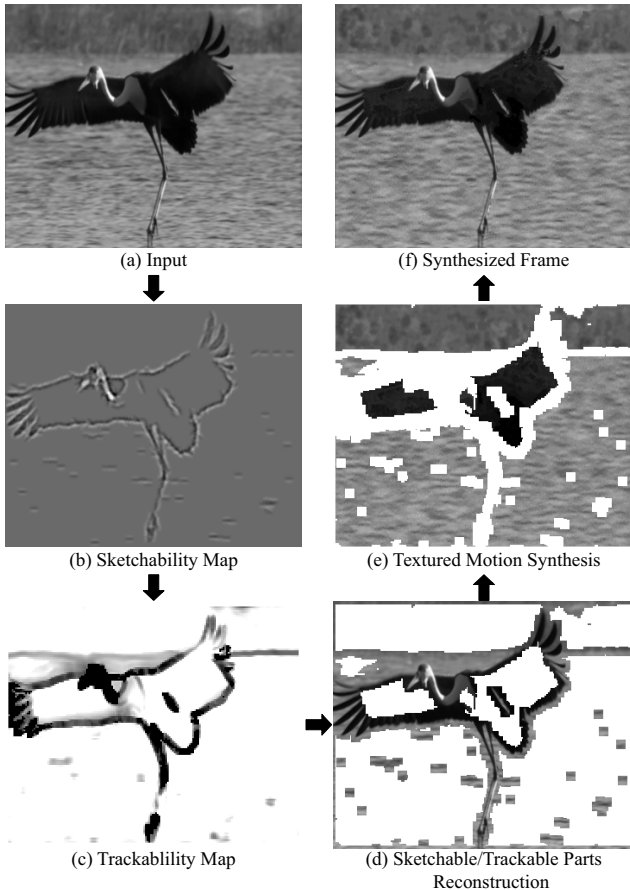 (a) Input
(f) Synthesized Frame
(b) Sketchability Map
(e) Textured Motion Synthesis
(c) Trackablility Map
(d) Sketchable/Trackable Parts
Reconstruction